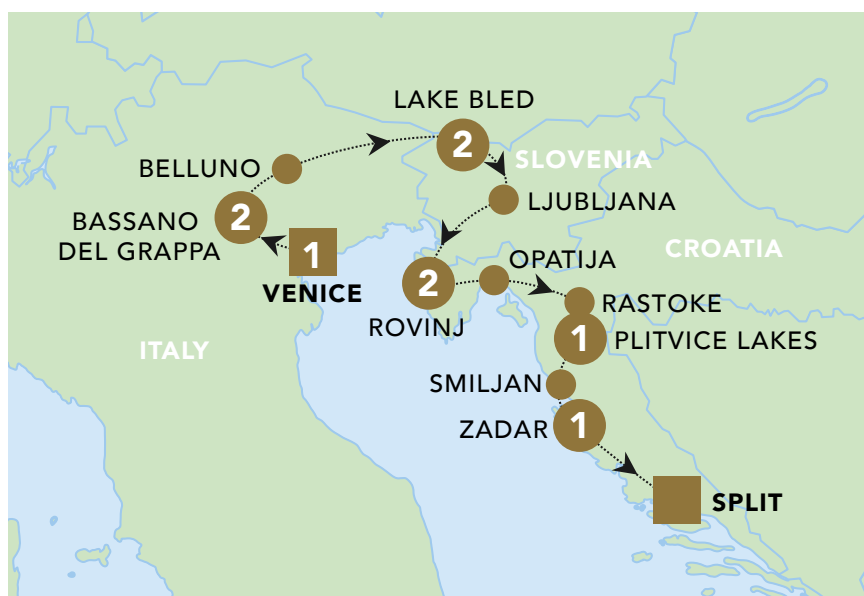 LAKE BLED
2
SLOVENIA
BELLUNO
LJUBLJANA
2
BASSANO
DEL GRAPPA
1
VENICE
CROATIA
OPATIJA
2
ROVINJ
RASTOKE
1
PLITVICE LAKES
ITALY
SMILJAN
1
ZADAR
SPLIT